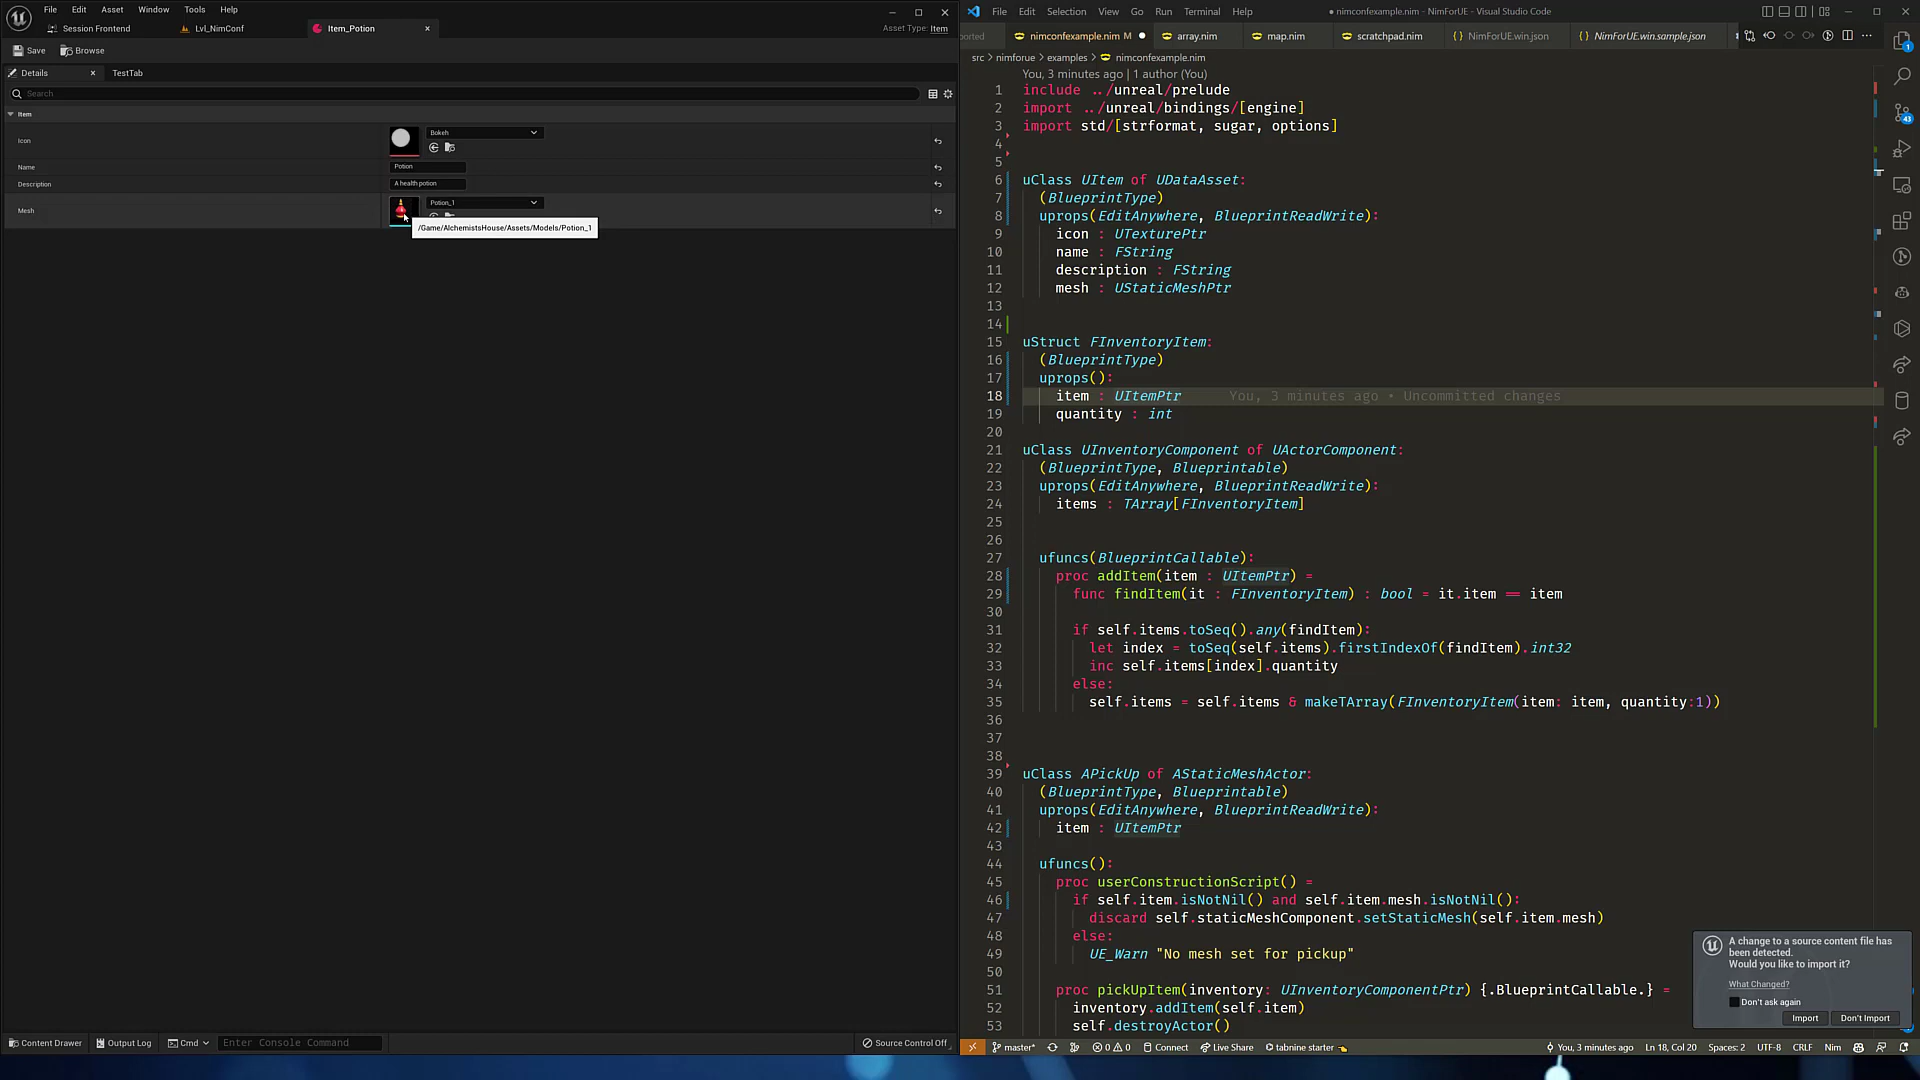 File Edit Asset Window Tools Help
Session Frontend Lvl_NimConf Item_Potion
Asset Type: Item
Save Browse
Details TestTab
Search
Item
Icon Bokeh
Name Potion
Description A health potion
Mesh Potion_1
/Game/AlchemistsHouse/Assets/Models/Potion_1
Content Drawer Output Log Cmd Enter Console Command Source Control Off
File Edit Selection View Go Run Terminal Help ● nimconfexample.nim - NimForUE - Visual Studio Code
ported nimconfexample.nim M array.nim map.nim scratchpad.nim NimForUE.win.json NimForUE.win.sample.json
src > nimforue > examples > nimconfexample.nim
You, 3 minutes ago | 1 author (You)
1 include ../unreal/prelude
2 import ../unreal/bindings/[engine]
3 import std/[strformat, sugar, options]
4
5
6 uClass UItem of UDataAsset:
7 (BlueprintType)
8 uprops(EditAnywhere, BlueprintReadWrite):
9 icon : UTexturePtr
10 name : FString
11 description : FString
12 mesh : UStaticMeshPtr
13
14
15 uStruct FInventoryItem:
16 (BlueprintType)
17 uprops():
18 item : UItemPtr You, 3 minutes ago • Uncommitted changes
19 quantity : int
20
21 uClass UInventoryComponent of UActorComponent:
22 (BlueprintType, Blueprintable)
23 uprops(EditAnywhere, BlueprintReadWrite):
24 items : TArray[FInventoryItem]
25
26
27 ufuncs(BlueprintCallable):
28 proc addItem(item : UItemPtr) =
29 func findItem(it : FInventoryItem) : bool = it.item == item
30
31 if self.items.toSeq().any(findItem):
32 let index = toSeq(self.items).firstIndexOf(findItem).int32
33 inc self.items[index].quantity
34 else:
35 self.items = self.items & makeTArray(FInventoryItem(item: item, quantity:1))
36
37
38
39 uClass APickUp of AStaticMeshActor:
40 (BlueprintType, Blueprintable)
41 uprops(EditAnywhere, BlueprintReadWrite):
42 item : UItemPtr
43
44 ufuncs():
45 proc userConstructionScript() =
46 if self.item.isNotNil() and self.item.mesh.isNotNil():
47 discard self.staticMeshComponent.setStaticMesh(self.item.mesh)
48 else:
49 UE_Warn "No mesh set for pickup"
50
51 proc pickUpItem(inventory: UInventoryComponentPtr) {.BlueprintCallable.} =
52 inventory.addItem(self.item)
53 self.destroyActor()
1
43
A change to a source content file has
been detected.
Would you like to import it?
What Changed?
Don't ask again
Import Don't Import
master* 0 0 Connect Live Share tabnine starter You, 3 minutes ago Ln 18, Col 20 Spaces: 2 UTF-8 CRLF Nim